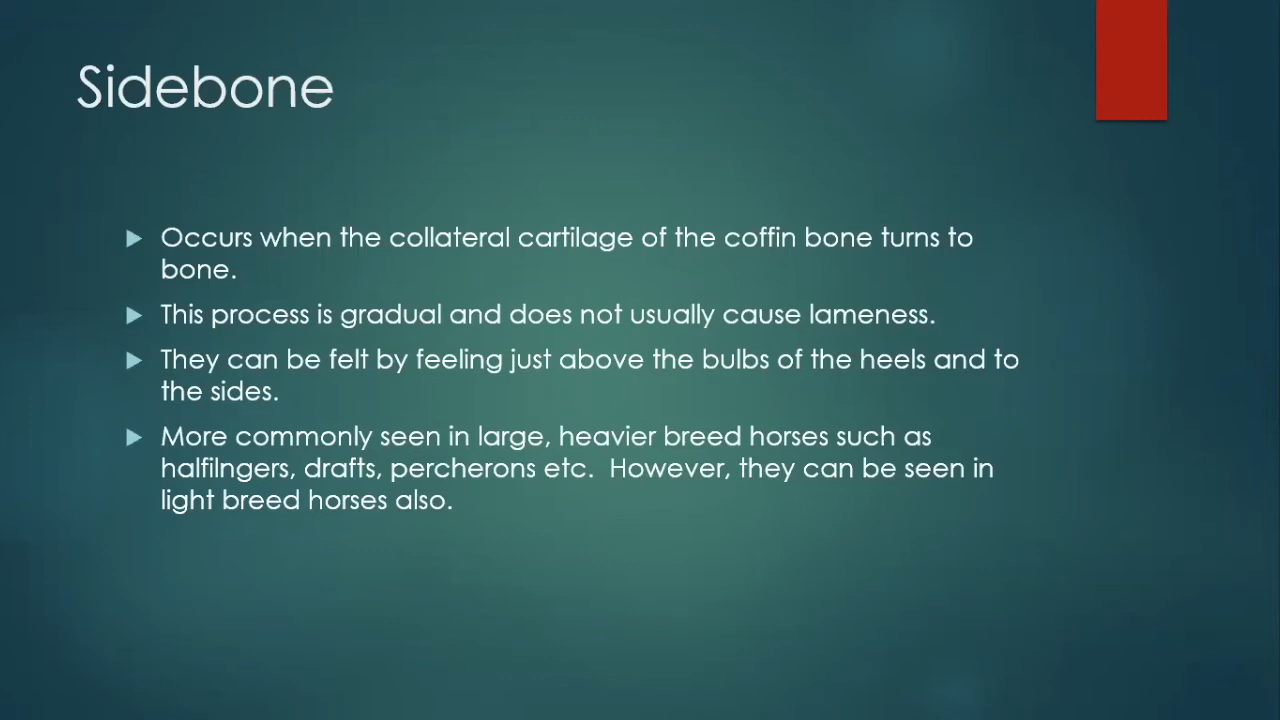 Sidebone
Occurs when the collateral cartilage of the coffin bone turns to
bone.
This process is gradual and does not usually cause lameness.
They can be felt by feeling just above the bulbs of the heels and to
the sides.
More commonly seen in large, heavier breed horses such as
halfilngers, drafts, percherons etc.  However, they can be seen in
light breed horses also.